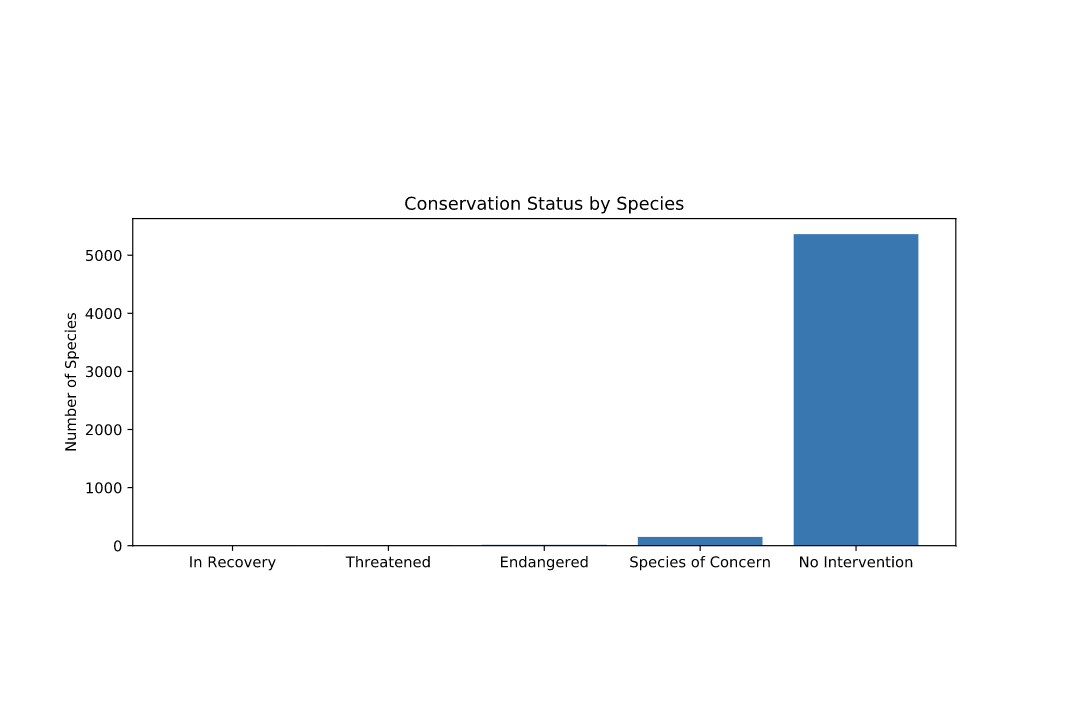 Conservation Status by Species
Number of Species
5000
4000
3000
2000
1000
0
In Recovery Threatened Endangered Species of Concern No Intervention